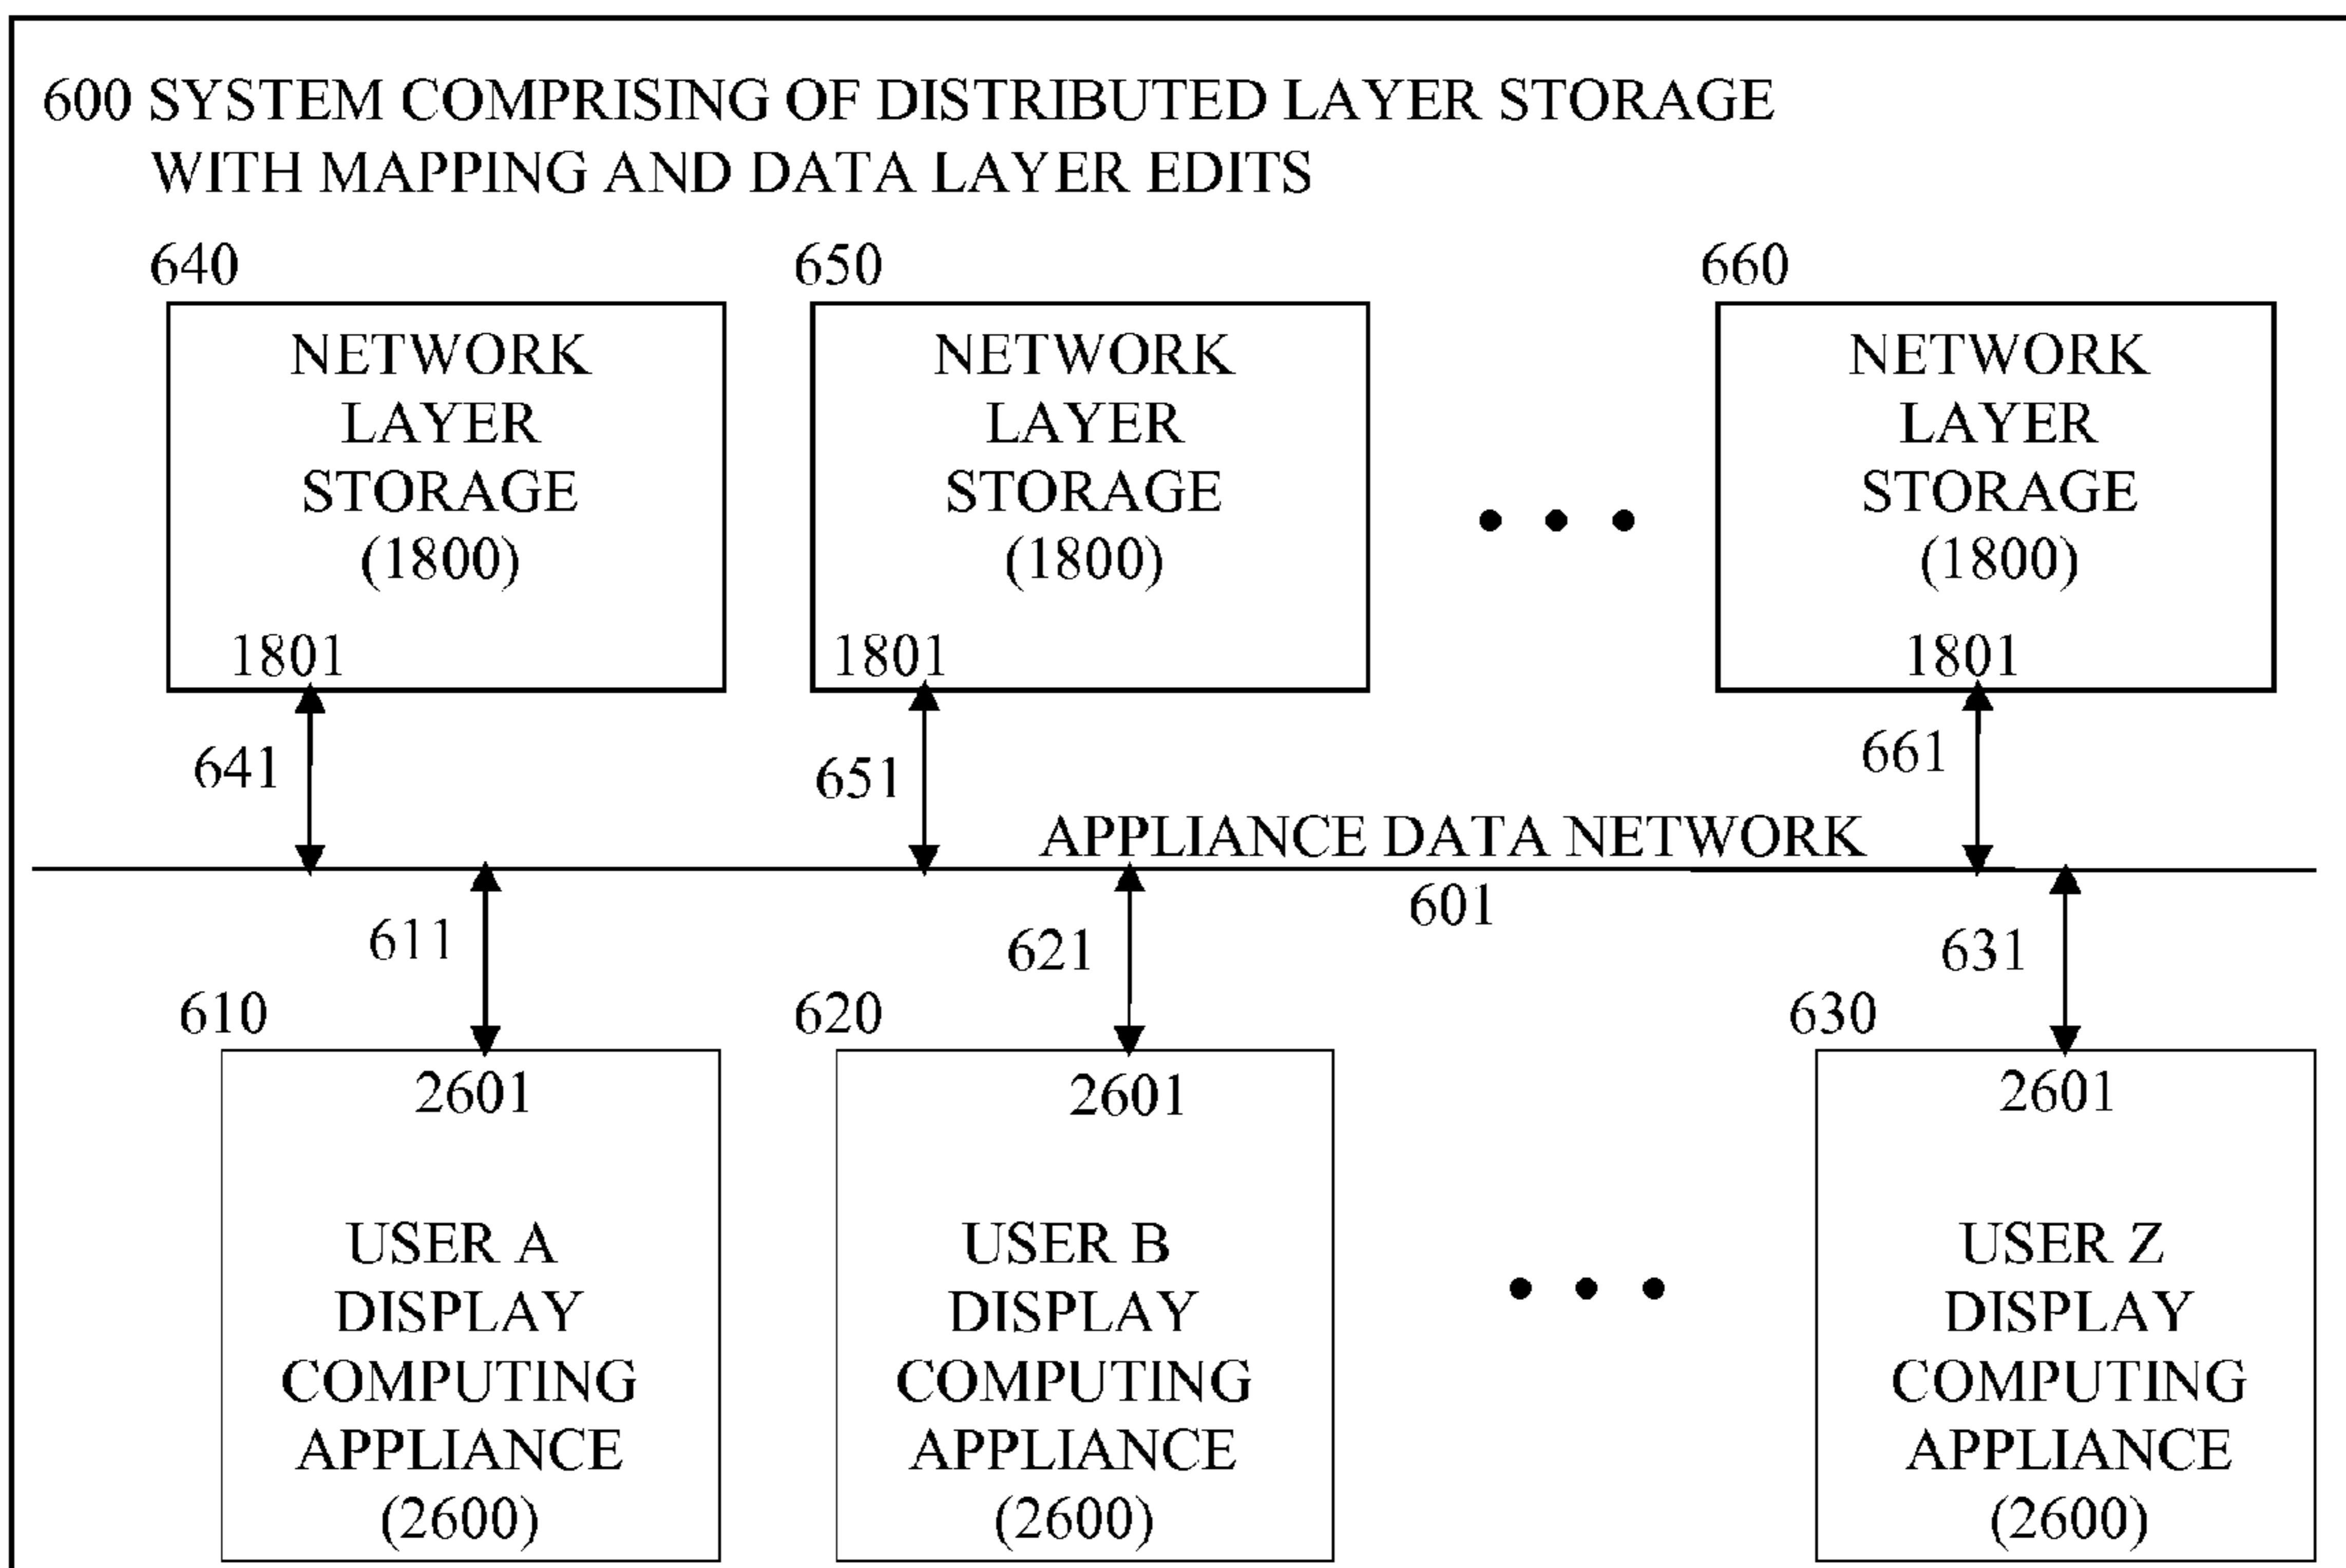 600 SYSTEM COMPRISING OF DISTRIBUTED LAYER STORAGE
WITH MAPPING AND DATA LAYER EDITS
640
NETWORK
LAYER
STORAGE
(1800)
1801
650
NETWORK
LAYER
STORAGE
(1800)
1801
660
NETWORK
LAYER
STORAGE
(1800)
1801
641
651
661
APPLIANCE DATA NETWORK
601
611
621
631
610
2601
USER A
DISPLAY
COMPUTING
APPLIANCE
(2600)
620
2601
USER B
DISPLAY
COMPUTING
APPLIANCE
(2600)
630
2601
USER Z
DISPLAY
COMPUTING
APPLIANCE
(2600)